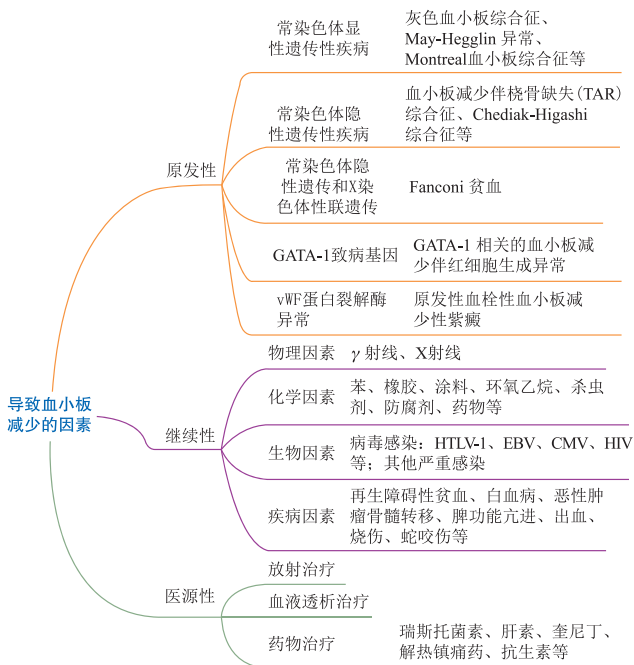 导致血小板
减少的因素
原发性
常染色体显
性遗传性疾病
灰色血小板综合征、
May-Hegglin 异常、
Montreal血小板综合征等
常染色体隐
性遗传性疾病
血小板减少伴桡骨缺失(TAR)
综合征、Chediak-Higashi
综合征等
常染色体隐
性遗传和X染
色体性联遗传
Fanconi 贫血
GATA-1致病基因
GATA-1 相关的血小板减
少伴红细胞生成异常
vWF蛋白裂解酶
异常
原发性血栓性血小板减
少性紫癜
继续性
物理因素
γ 射线、X射线
化学因素
苯、橡胶、涂料、环氧乙烷、杀虫
剂、防腐剂、药物等
生物因素
病毒感染：HTLV-1、EBV、CMV、HIV
等；其他严重感染
疾病因素
再生障碍性贫血、白血病、恶性肿
瘤骨髓转移、脾功能亢进、出血、
烧伤、蛇咬伤等
医源性
放射治疗
血液透析治疗
药物治疗
瑞斯托菌素、肝素、奎尼丁、
解热镇痛药、抗生素等